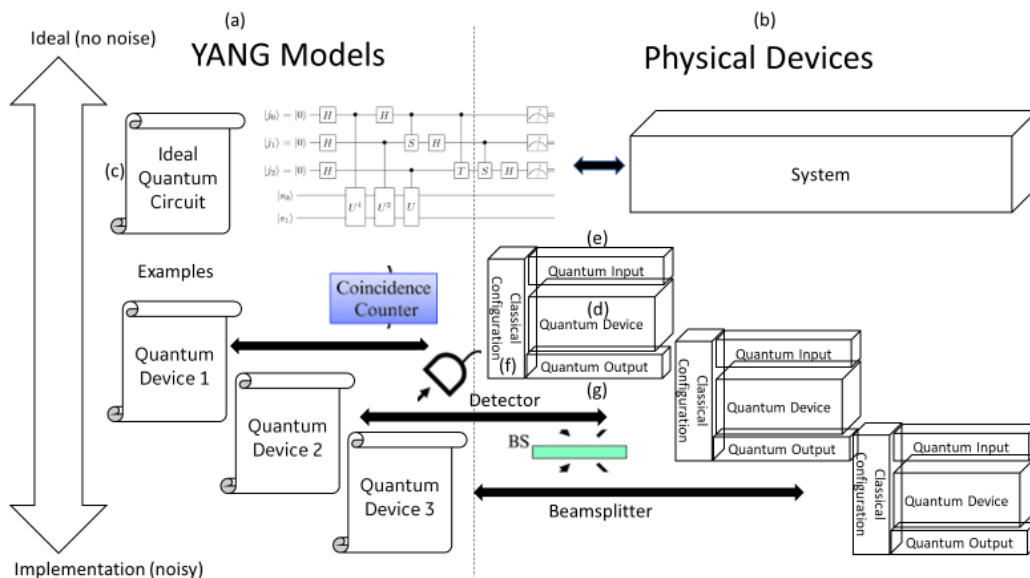 (a)
(b)
Ideal (no noise)
YANG Models
Physical Devices
(c)
Ideal
Quantum
Circuit
|j₀⟩ = |0⟩ H H
|j₁⟩ = |0⟩ H S H
|j₂⟩ = |0⟩ H T S H
|s₀⟩
|s₁⟩
U⁴ U² U
System
Examples
Coincidence
Counter
(e)
Quantum Input
(d)
Quantum Device
Classical
Configuration
(f)
Quantum Output
(g)
Quantum
Device 1
Detector
Quantum
Device 2
BS
Quantum Input
Quantum Device
Classical
Configuration
Quantum Output
Quantum
Device 3
Beamsplitter
Quantum Input
Quantum Device
Classical
Configuration
Quantum Output
Implementation (noisy)